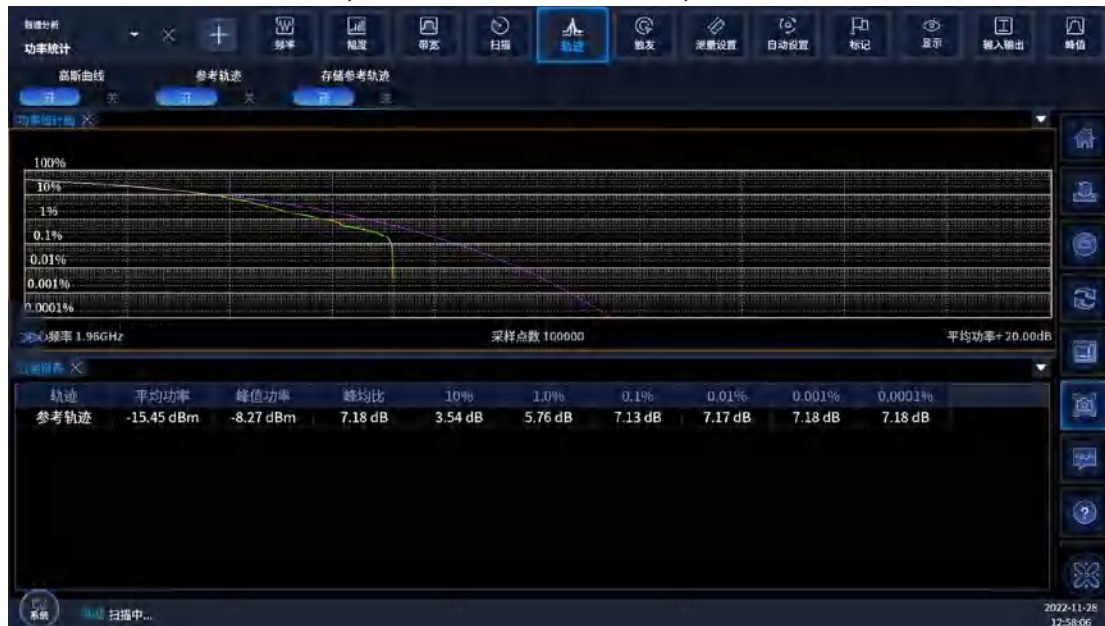 频谱分析
功率统计
频率 幅度 带宽 扫描 轨迹 触发 测量设置 自动设置 标记 显示 输入输出 峰值
高斯曲线 参考轨迹 存储参考轨迹
开 关 开 关 开 关
功率统计图
100%
10%
1%
0.1%
0.01%
0.001%
0.0001%
心频率 1.96GHz 采样点数 100000 平均功率+ 20.00dB
轨迹 平均功率 峰值功率 峰均比 10% 1.0% 0.1% 0.01% 0.001% 0.0001%
参考轨迹 -15.45 dBm -8.27 dBm 7.18 dB 3.54 dB 5.76 dB 7.13 dB 7.17 dB 7.18 dB 7.18 dB
系统 扫描中...
2022-11-28
12:58:06